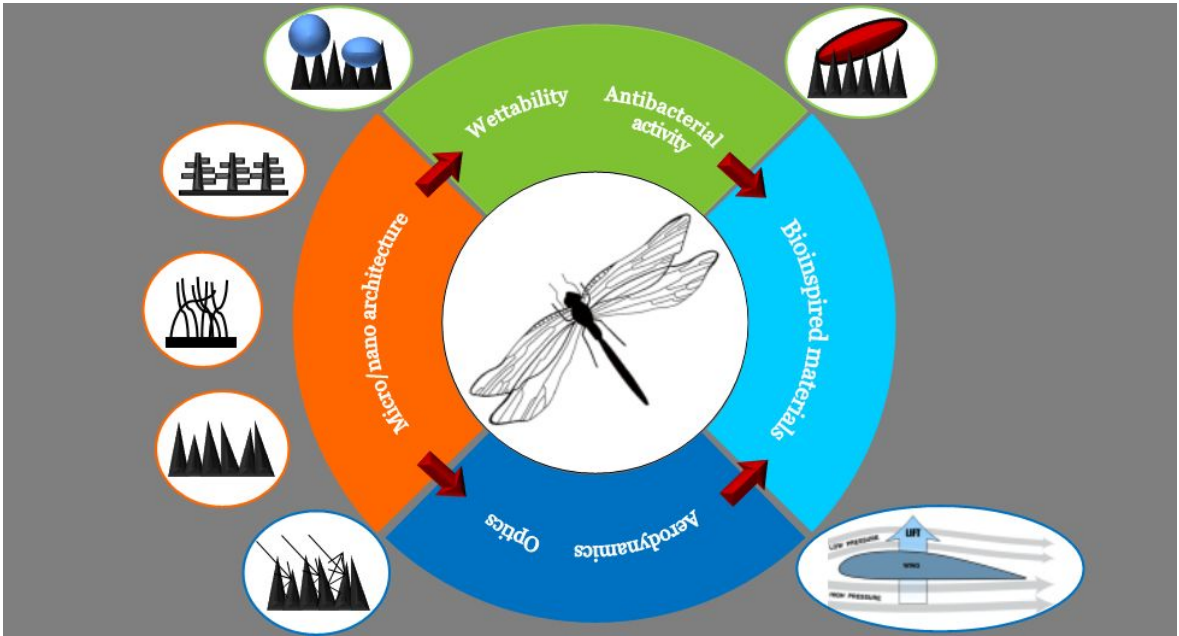 Wettability
Antibacterial
activity
Micro/nano architecture
Bioinspired materials
Optics
Aerodynamics
LOW PRESSURE
LIFT
WING
HIGH PRESSURE